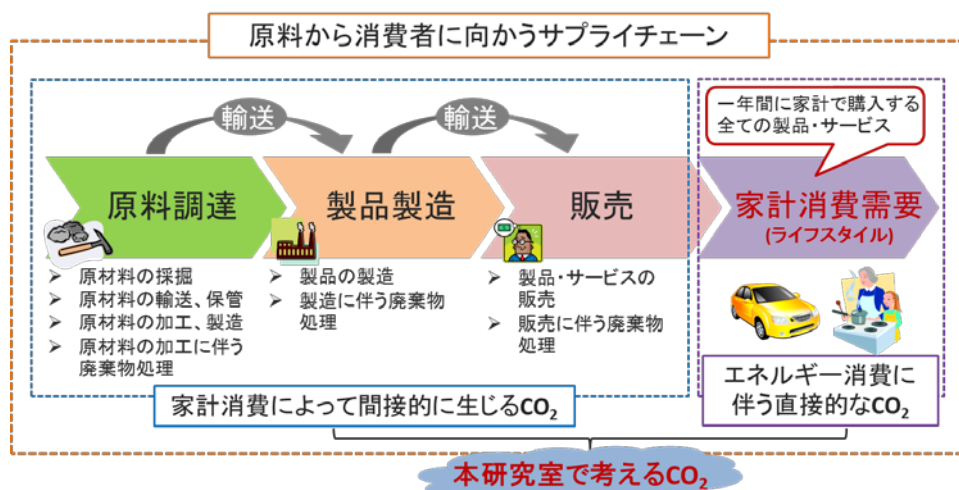 原料から消費者に向かうサプライチェーン
一年間に家計で購入する
全ての製品・サービス
輸送
輸送
原料調達
製品製造
販売
家計消費需要
(ライフスタイル)
➢ 原材料の採掘
➢ 原材料の輸送、保管
➢ 原材料の加工、製造
➢ 原材料の加工に伴う
廃棄物処理
➢ 製品の製造
➢ 製造に伴う廃棄物
処理
➢ 製品・サービスの
販売
➢ 販売に伴う廃棄物
処理
家計消費によって間接的に生じるCO₂
エネルギー消費に
伴う直接的なCO₂
本研究室で考えるCO₂